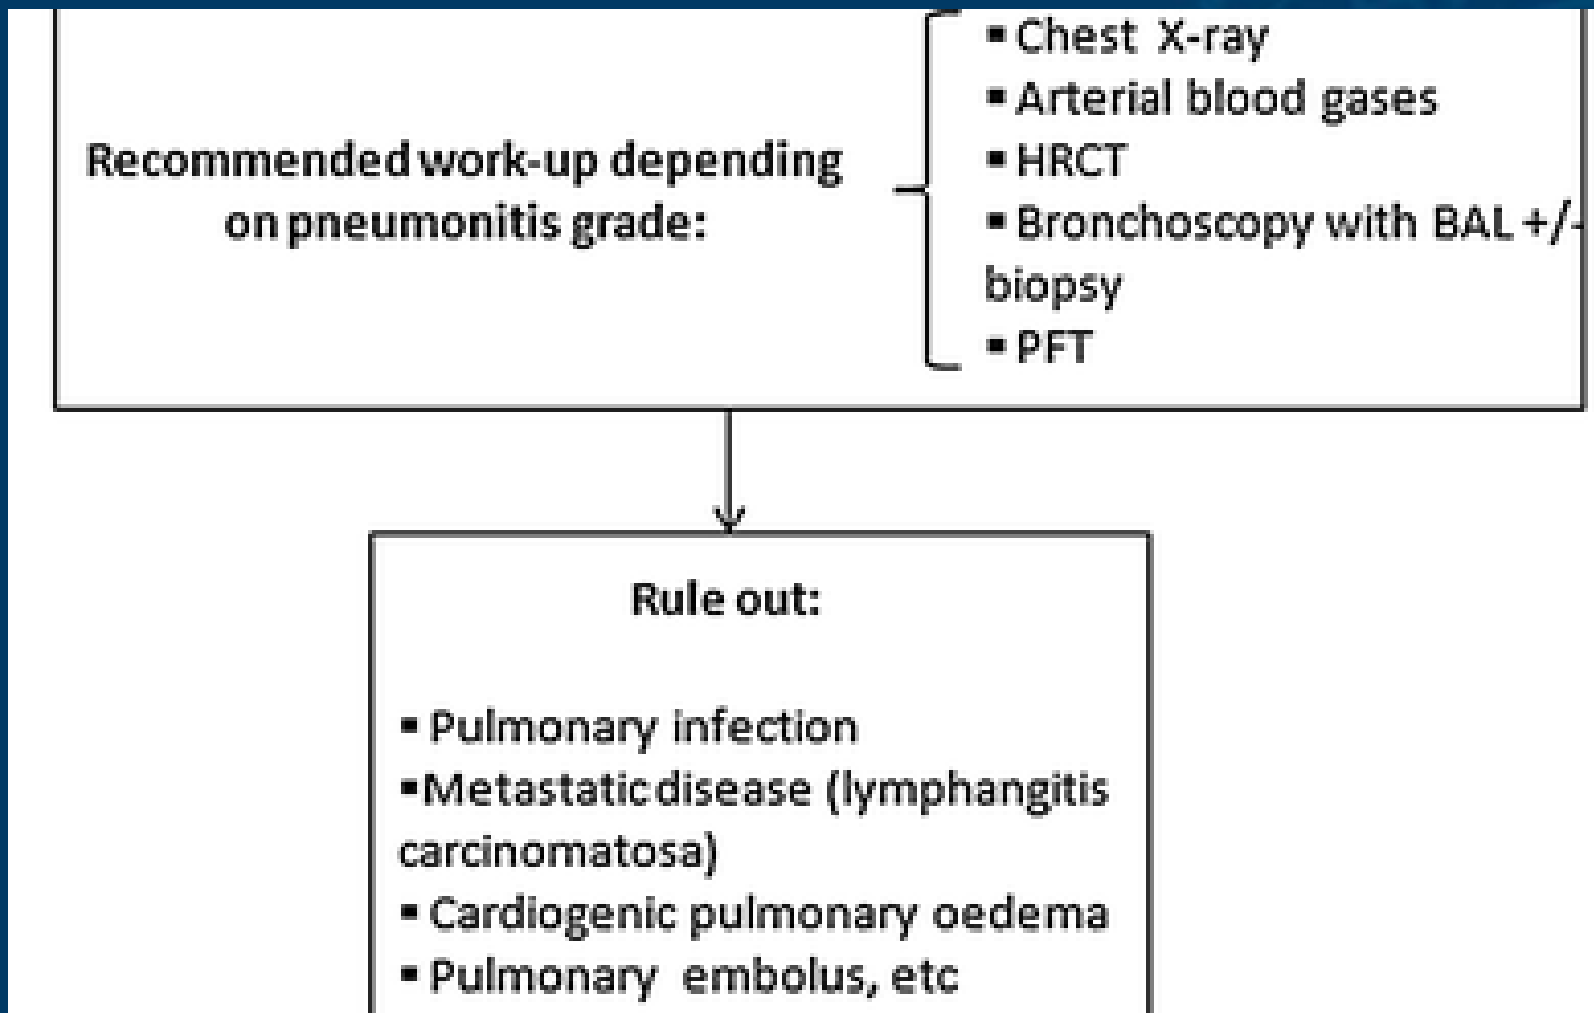 Recommended work-up depending
on pneumonitis grade:
▪ Chest X-ray
▪ Arterial blood gases
▪ HRCT
▪ Bronchoscopy with BAL +/-
biopsy
▪ PFT
Rule out:
▪ Pulmonary infection
▪Metastatic disease (lymphangitis
carcinomatosa)
▪ Cardiogenic pulmonary oedema
▪ Pulmonary embolus, etc